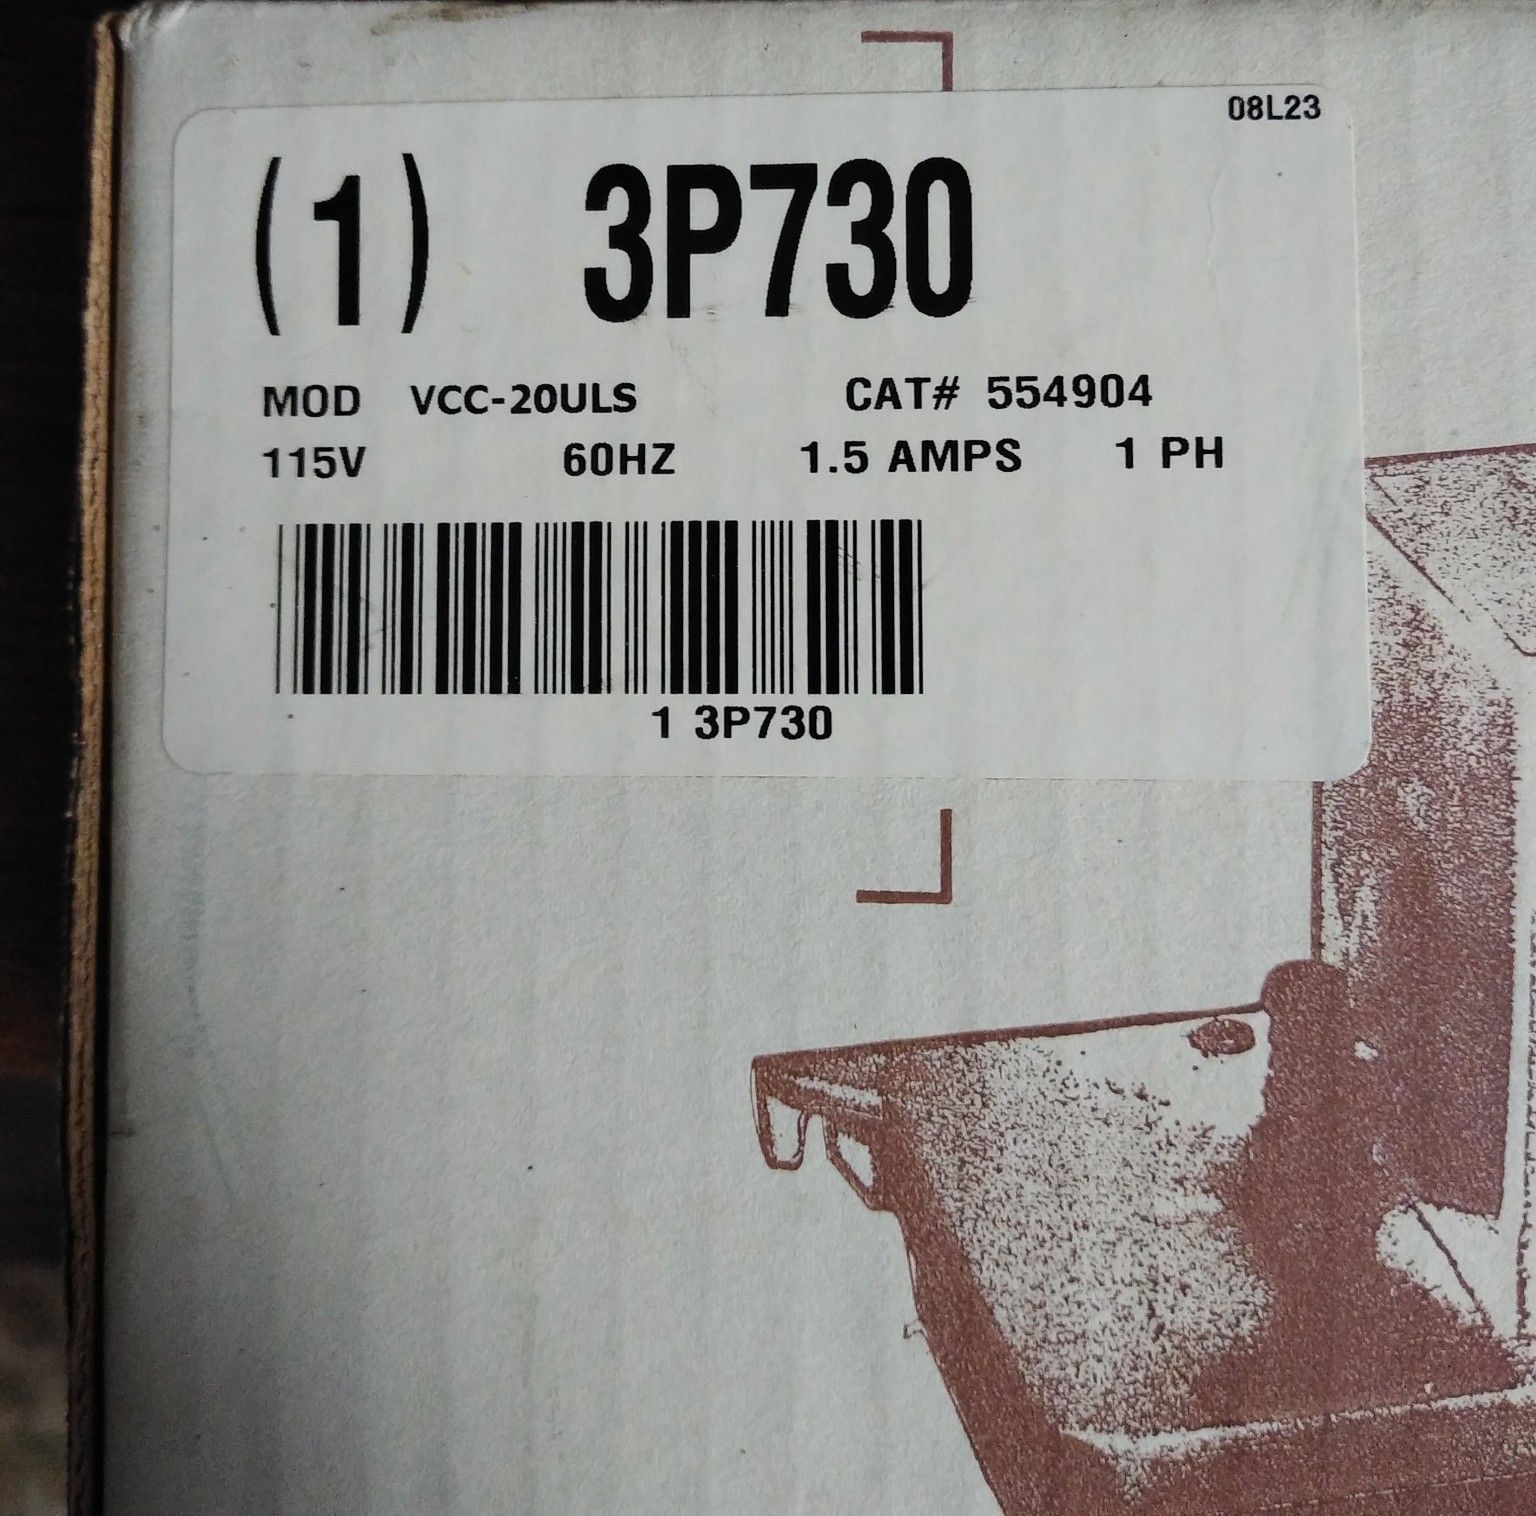 08L23
(1) 3P730
MOD VCC-20ULS CAT# 554904
115V 60HZ 1.5 AMPS 1 PH
1 3P730